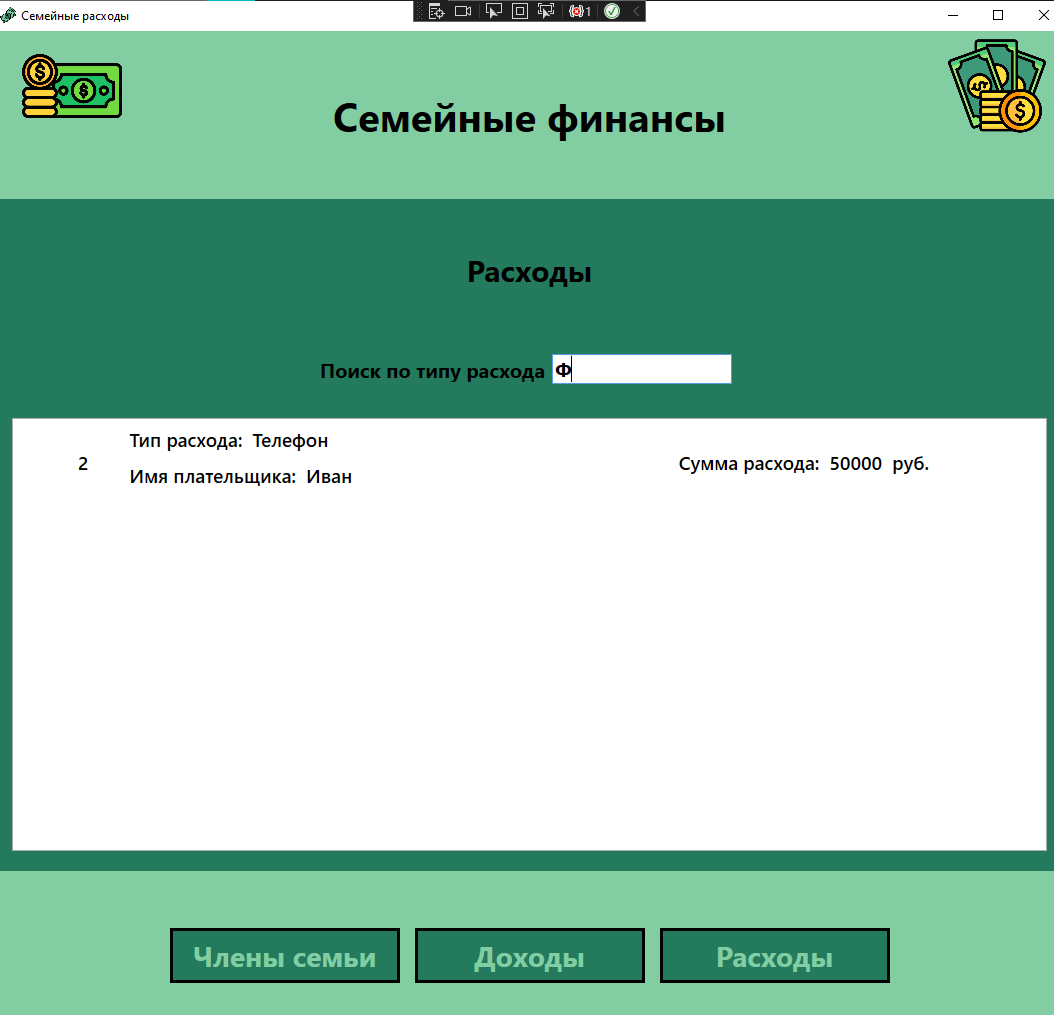 Семейные расходы
1
Семейные финансы
Расходы
Поиск по типу расхода Ф
Тип расхода: Телефон
2
Имя плательщика: Иван
Сумма расхода: 50000 руб.
Члены семьи
Доходы
Расходы